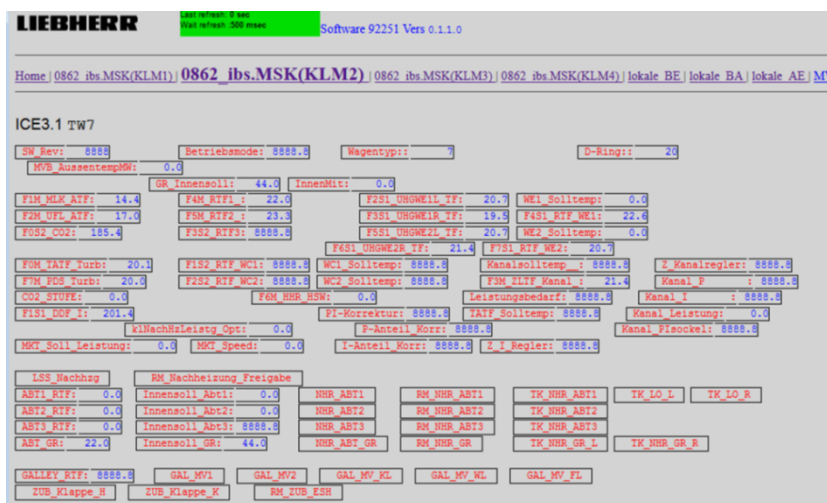 LIEBHERR
Last refresh: 0 sec
Wait refresh :500 msec
Software 92251 Vers 0.1.1.0
Home | 0862_ibs.MSK(KLM1) | 0862_ibs.MSK(KLM2) | 0862_ibs.MSK(KLM3) | 0862_ibs.MSK(KLM4) | lokale_BE | lokale_BA | lokale_AE |
ICE3.1 TW7
SW_Rev: 8888 Betriebsmode: 8888.8 Wagentyp:: 7 D-Ring:: 20
MVB_AussentempMW: 0.0
GR_Innensoll: 44.0 InnenMit: 0.0
F1M_MLK_ATF: 14.4 F4M_RTF1_: 22.0 F2S1_UHGWE1L_TF: 20.7 WE1_Solltemp: 0.0
F2M_UFL_ATF: 17.0 F5M_RTF2_: 23.3 F3S1_UHGWE1R_TF: 19.5 F4S1_RTF_WE1: 22.6
F0S2_CO2: 185.4 F3S2_RTF3: 8888.8 F5S1_UHGWE2L_TF: 20.7 WE2_Solltemp: 0.0
F6S1_UHGWE2R_TF: 21.4 F7S1_RTF_WE2: 20.7
F0M_TATF_Turb: 20.1 F1S2_RTF_WC1: 8888.8 WC1_Solltemp: 8888.8 Kanalsolltemp_: 8888.8 Z_Kanalregler: 8888.8
F7M_PDS_Turb: 20.0 F2S2_RTF_WC2: 8888.8 WC2_Solltemp: 8888.8 F3M_ZLTF_Kanal_: 21.4 Kanal_P : 8888.8
CO2_STUFE: 0.0 F6M_HHR_HSW: 0.0 Leistungsbedarf: 8888.8 Kanal_I : 8888.8
F1S1_DDF_I: 201.4 PI-Korrektur: 8888.8 TATF_Solltemp: 8888.8 Kanal_Leistung: 0.0
klNachHzLeistg_Opt: 0.0 P-Anteil_Korr: 8888.8 Kanal_PIsockel: 8888.8
MKT_Soll_Leistung: 0.0 MKT_Speed: 0.0 I-Anteil_Korr: 8888.8 Z_I_Regler: 8888.8
LSS_Nachhzg RM_Nachheizung_Freigabe
ABT1_RTF: 0.0 Innensoll_Abt1: 0.0 NHR_ABT1 RM_NHR_ABT1 TK_NHR_ABT1 TK_LO_L TK_LO_R
ABT2_RTF: 0.0 Innensoll_Abt2: 0.0 NHR_ABT2 RM_NHR_ABT2 TK_NHR_ABT2
ABT3_RTF: 0.0 Innensoll_Abt3: 8888.8 NHR_ABT3 RM_NHR_ABT3 TK_NHR_ABT3
ABT_GR: 22.0 Innensoll_GR: 44.0 NHR_ABT_GR RM_NHR_GR TK_NHR_GR_L TK_NHR_GR_R
GALLEY_RTF: 8888.8 GAL_MV1 GAL_MV2 GAL_MV_KL GAL_MV_WL GAL_MV_FL
ZUB_Klappe_H ZUB_Klappe_K RM_ZUB_ESH